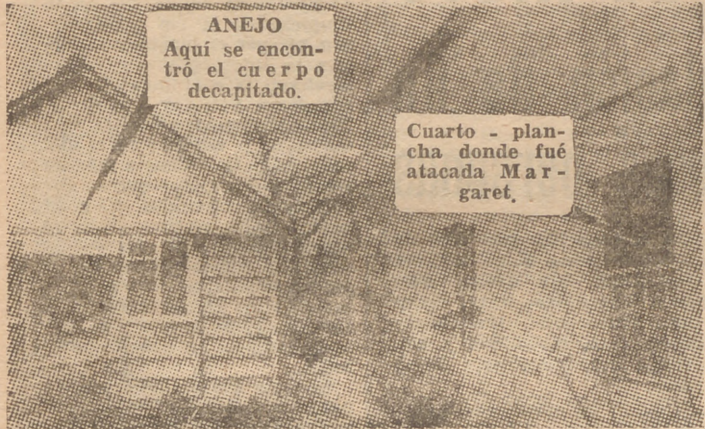 ANEJO
Aquí se encon-
tró el cuerpo
decapitado.
Cuarto - plan-
cha donde fué
atacada Mar-
garet.